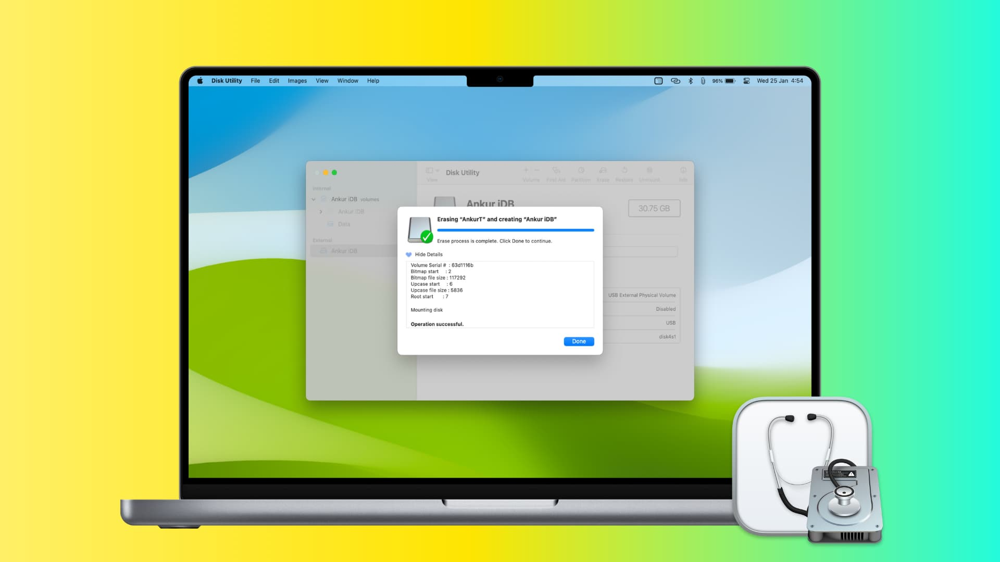 Disk Utility File Edit Images View Window Help
96% Wed 25 Jan 4:54
Disk Utility
View Volume First Aid Partition Erase Restore Unmount Info
Internal
Ankur iDB volumes
Ankur iDB
Data
External
Ankur iDB
Ankur iDB
30.75 GB
Erasing “AnkurT” and creating “Ankur iDB”
Erase process is complete. Click Done to continue.
Hide Details
Volume Serial # : 63d1116b
Bitmap start : 2
Bitmap file size : 117292
Upcase start : 6
Upcase file size : 5836
Root start : 7
Mounting disk
Operation successful.
Done
USB External Physical Volume
Disabled
USB
disk4s1